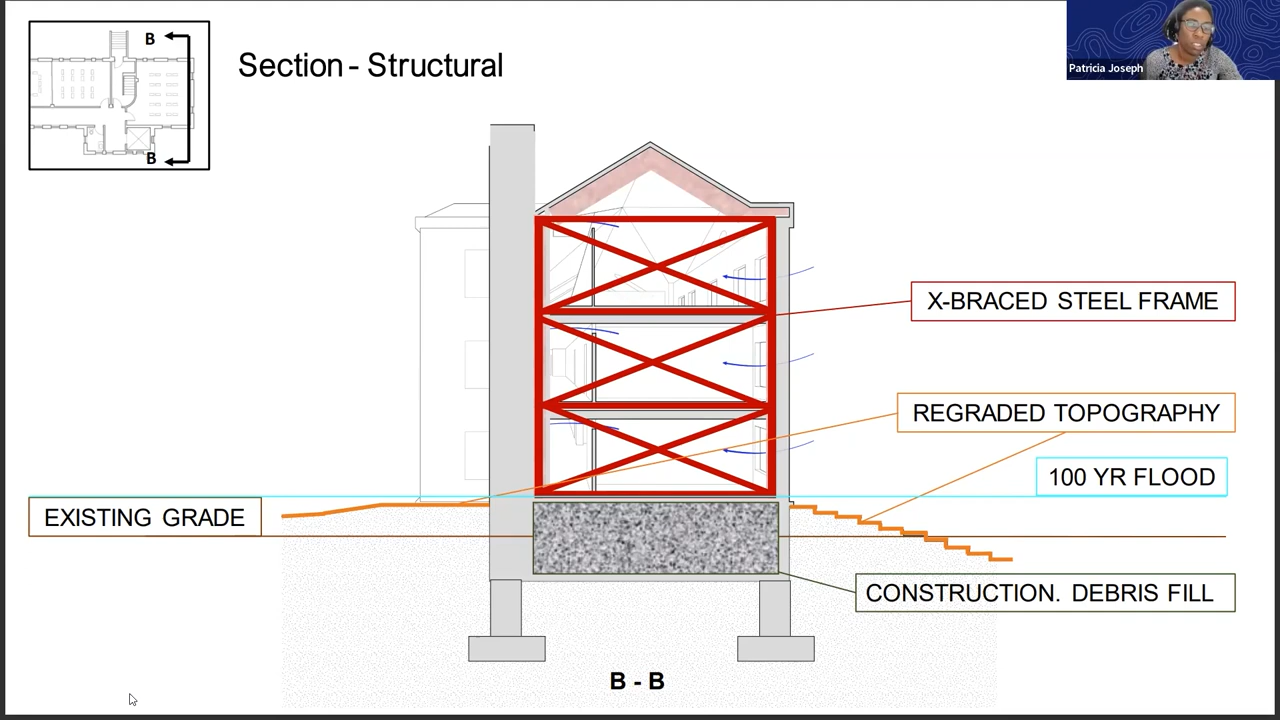 B
B
Section - Structural
Patricia Joseph
X-BRACED STEEL FRAME
REGRADED TOPOGRAPHY
100 YR FLOOD
EXISTING GRADE
CONSTRUCTION. DEBRIS FILL
B - B